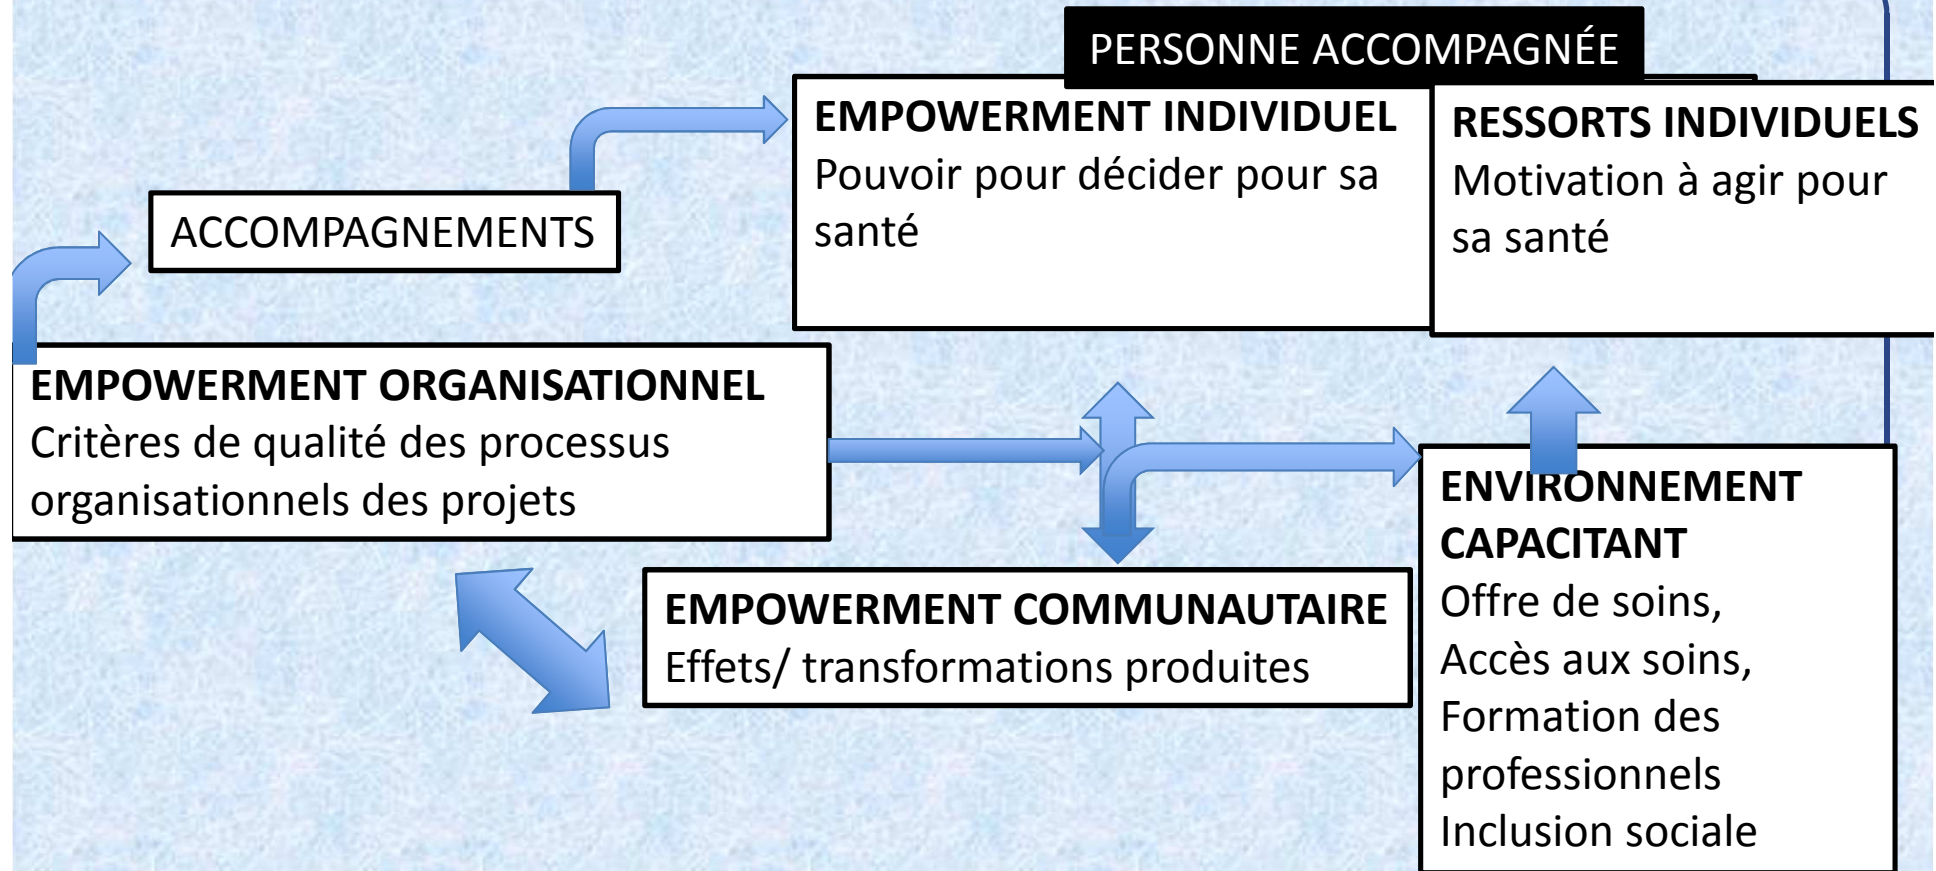 PERSONNE ACCOMPAGNÉE
EMPOWERMENT INDIVIDUEL
Pouvoir pour décider pour sa
santé
RESSORTS INDIVIDUELS
Motivation à agir pour
sa santé
ACCOMPAGNEMENTS
EMPOWERMENT ORGANISATIONNEL
Critères de qualité des processus
organisationnels des projets
EMPOWERMENT COMMUNAUTAIRE
Effets/ transformations produites
ENVIRONNEMENT
CAPACITANT
Offre de soins,
Accès aux soins,
Formation des
professionnels
Inclusion sociale